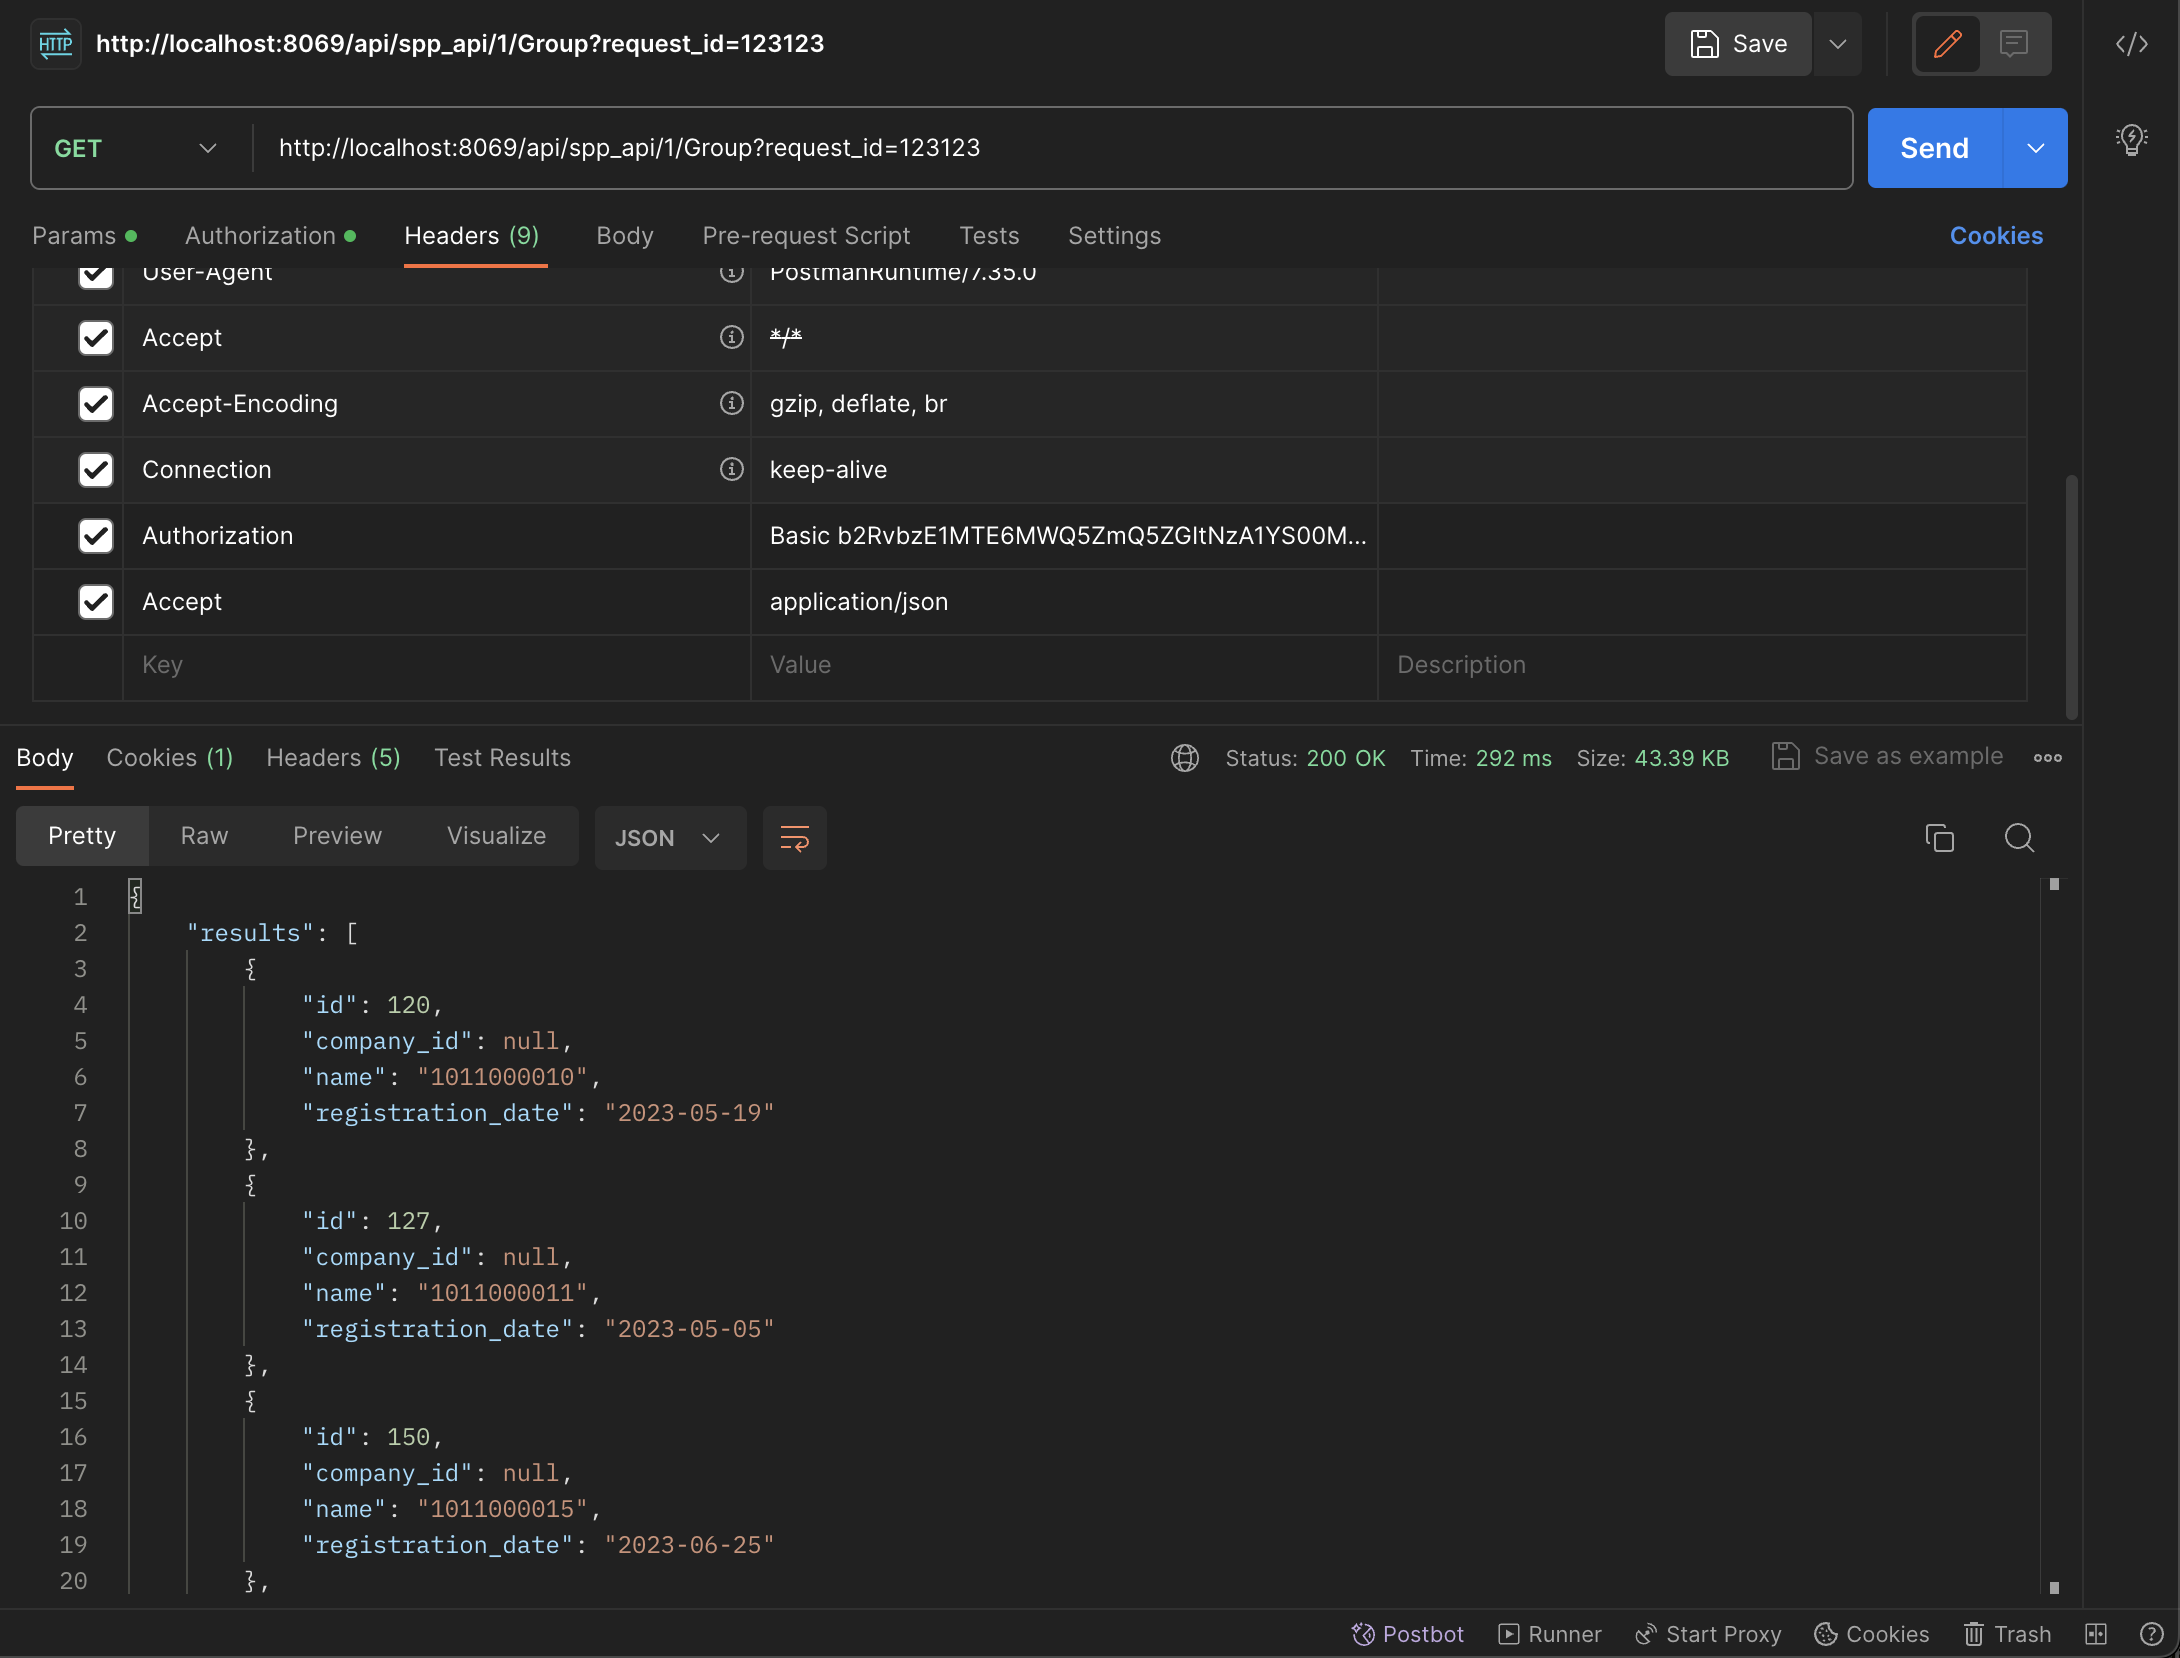 HTTP http://localhost:8069/api/spp_api/1/Group?request_id=123123 Save
GET http://localhost:8069/api/spp_api/1/Group?request_id=123123 Send
Params Authorization Headers (9) Body Pre-request Script Tests Settings Cookies
User-Agent PostmanRuntime/7.35.0
Accept */*
Accept-Encoding gzip, deflate, br
Connection keep-alive
Authorization Basic b2RvbzE1MTE6MWQ5ZmQ5ZGItNzA1YS00M...
Accept application/json
Key Value Description
Body Cookies (1) Headers (5) Test Results Status: 200 OK Time: 292 ms Size: 43.39 KB Save as example
Pretty Raw Preview Visualize JSON
1 {
2 "results": [
3 {
4 "id": 120,
5 "company_id": null,
6 "name": "1011000010",
7 "registration_date": "2023-05-19"
8 },
9 {
10 "id": 127,
11 "company_id": null,
12 "name": "1011000011",
13 "registration_date": "2023-05-05"
14 },
15 {
16 "id": 150,
17 "company_id": null,
18 "name": "1011000015",
19 "registration_date": "2023-06-25"
20 },
Postbot Runner Start Proxy Cookies Trash